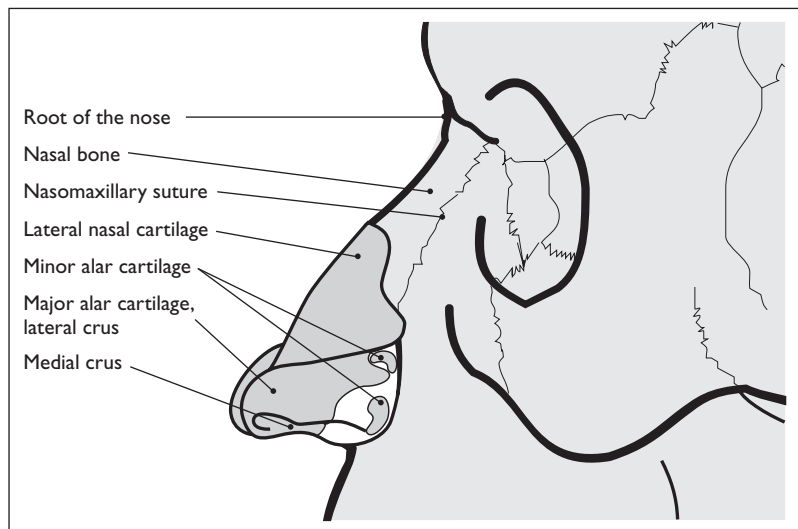 Root of the nose
Nasal bone
Nasomaxillary suture
Lateral nasal cartilage
Minor alar cartilage
Major alar cartilage,
lateral crus
Medial crus